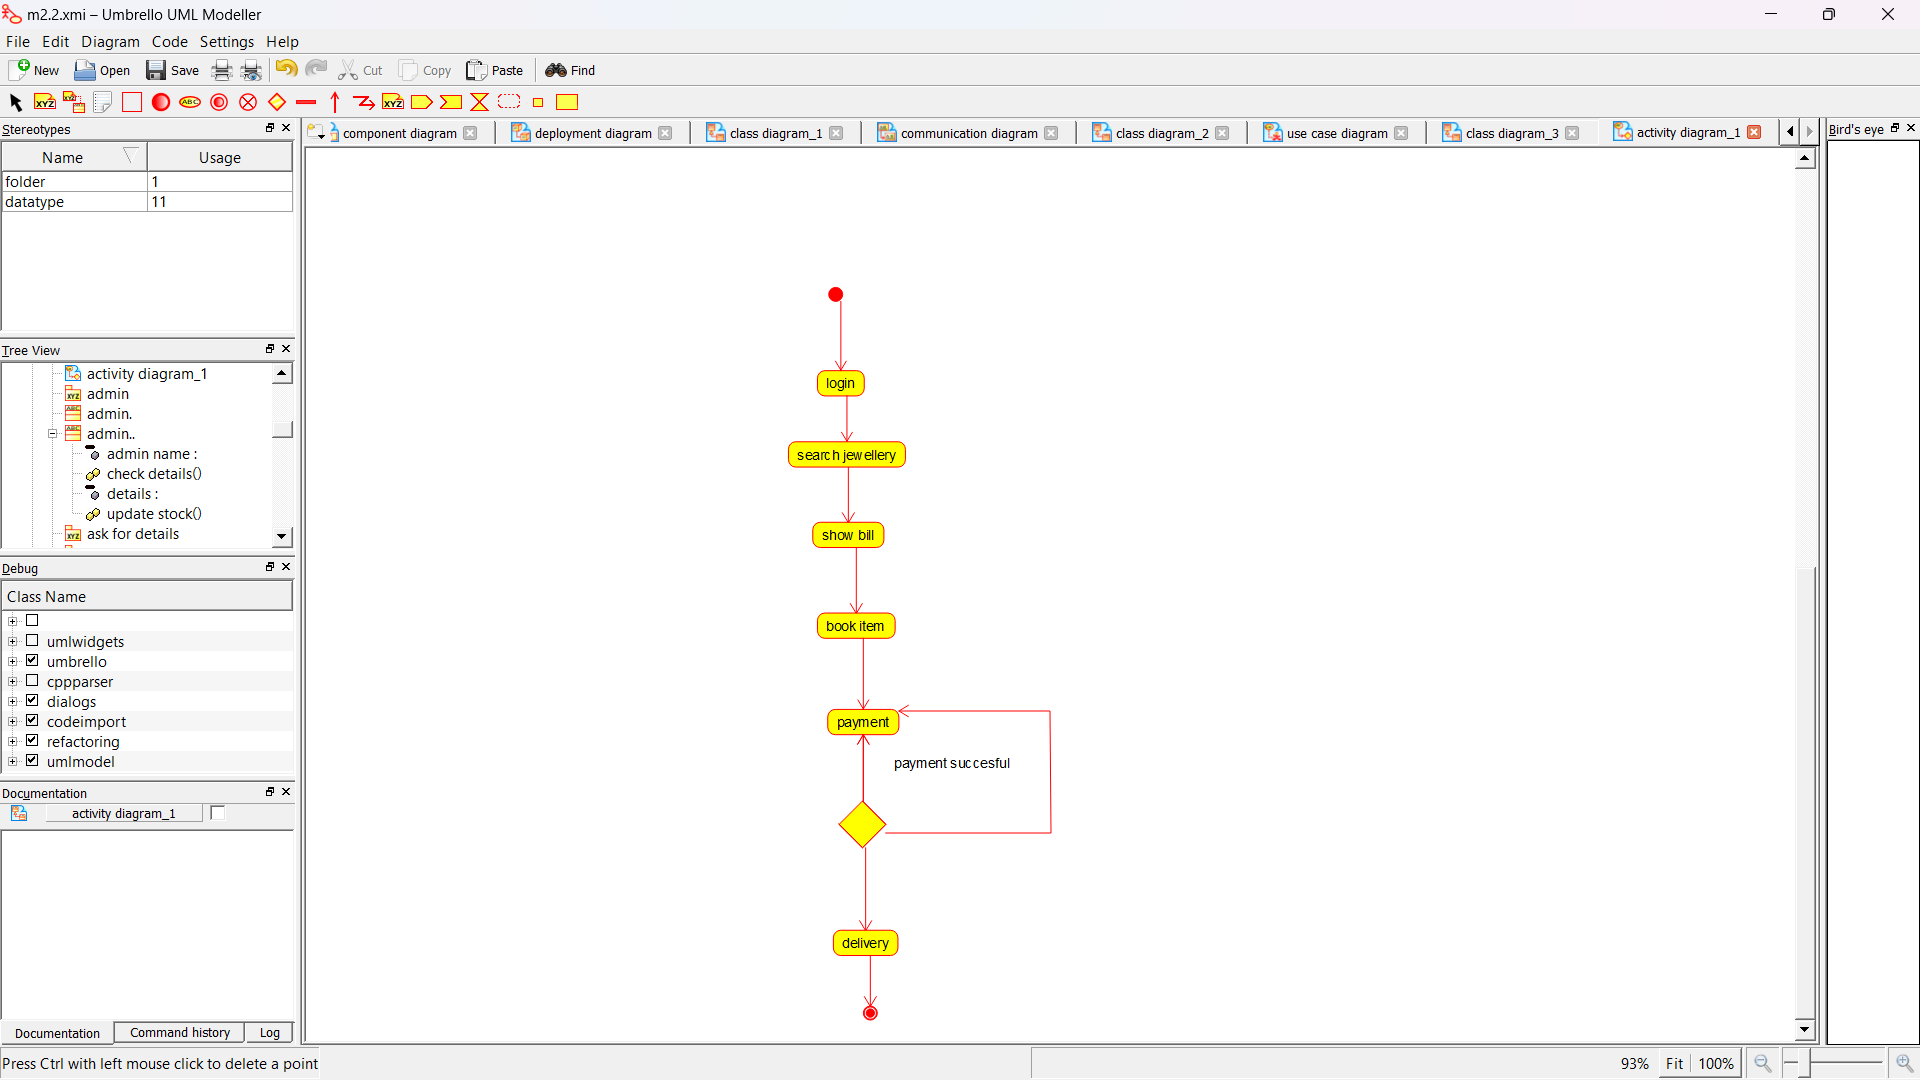 m2.2.xmi – Umbrello UML Modeller
File Edit Diagram Code Settings Help
New Open Save Cut Copy Paste Find
Stereotypes
Name Usage
folder 1
datatype 11
Tree View
activity diagram_1
admin
admin.
admin..
admin name :
check details()
details :
update stock()
ask for details
Debug
Class Name
umlwidgets
umbrello
cppparser
dialogs
codeimport
refactoring
umlmodel
Documentation
activity diagram_1
Documentation Command history Log
Press Ctrl with left mouse click to delete a point
component diagram deployment diagram class diagram_1 communication diagram class diagram_2 use case diagram class diagram_3 activity diagram_1
login
search jewellery
show bill
book item
payment
payment succesful
delivery
Bird's eye
93% Fit 100%